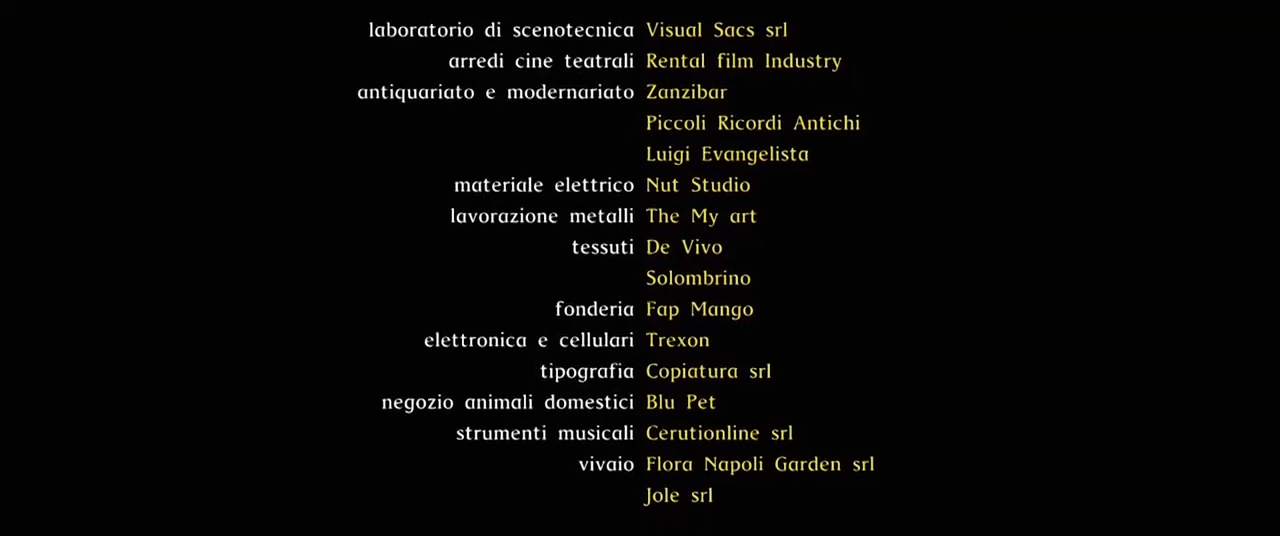 laboratorio di scenotecnica Visual Sacs srl
arredi cine teatrali Rental film Industry
antiquariato e modernariato Zanzibar
Piccoli Ricordi Antichi
Luigi Evangelista
materiale elettrico Nut Studio
lavorazione metalli The My art
tessuti De Vivo
Solombrino
fonderia Fap Mango
elettronica e cellulari Trexon
tipografia Copiatura srl
negozio animali domestici Blu Pet
strumenti musicali Cerutionline srl
vivaio Flora Napoli Garden srl
Jole srl